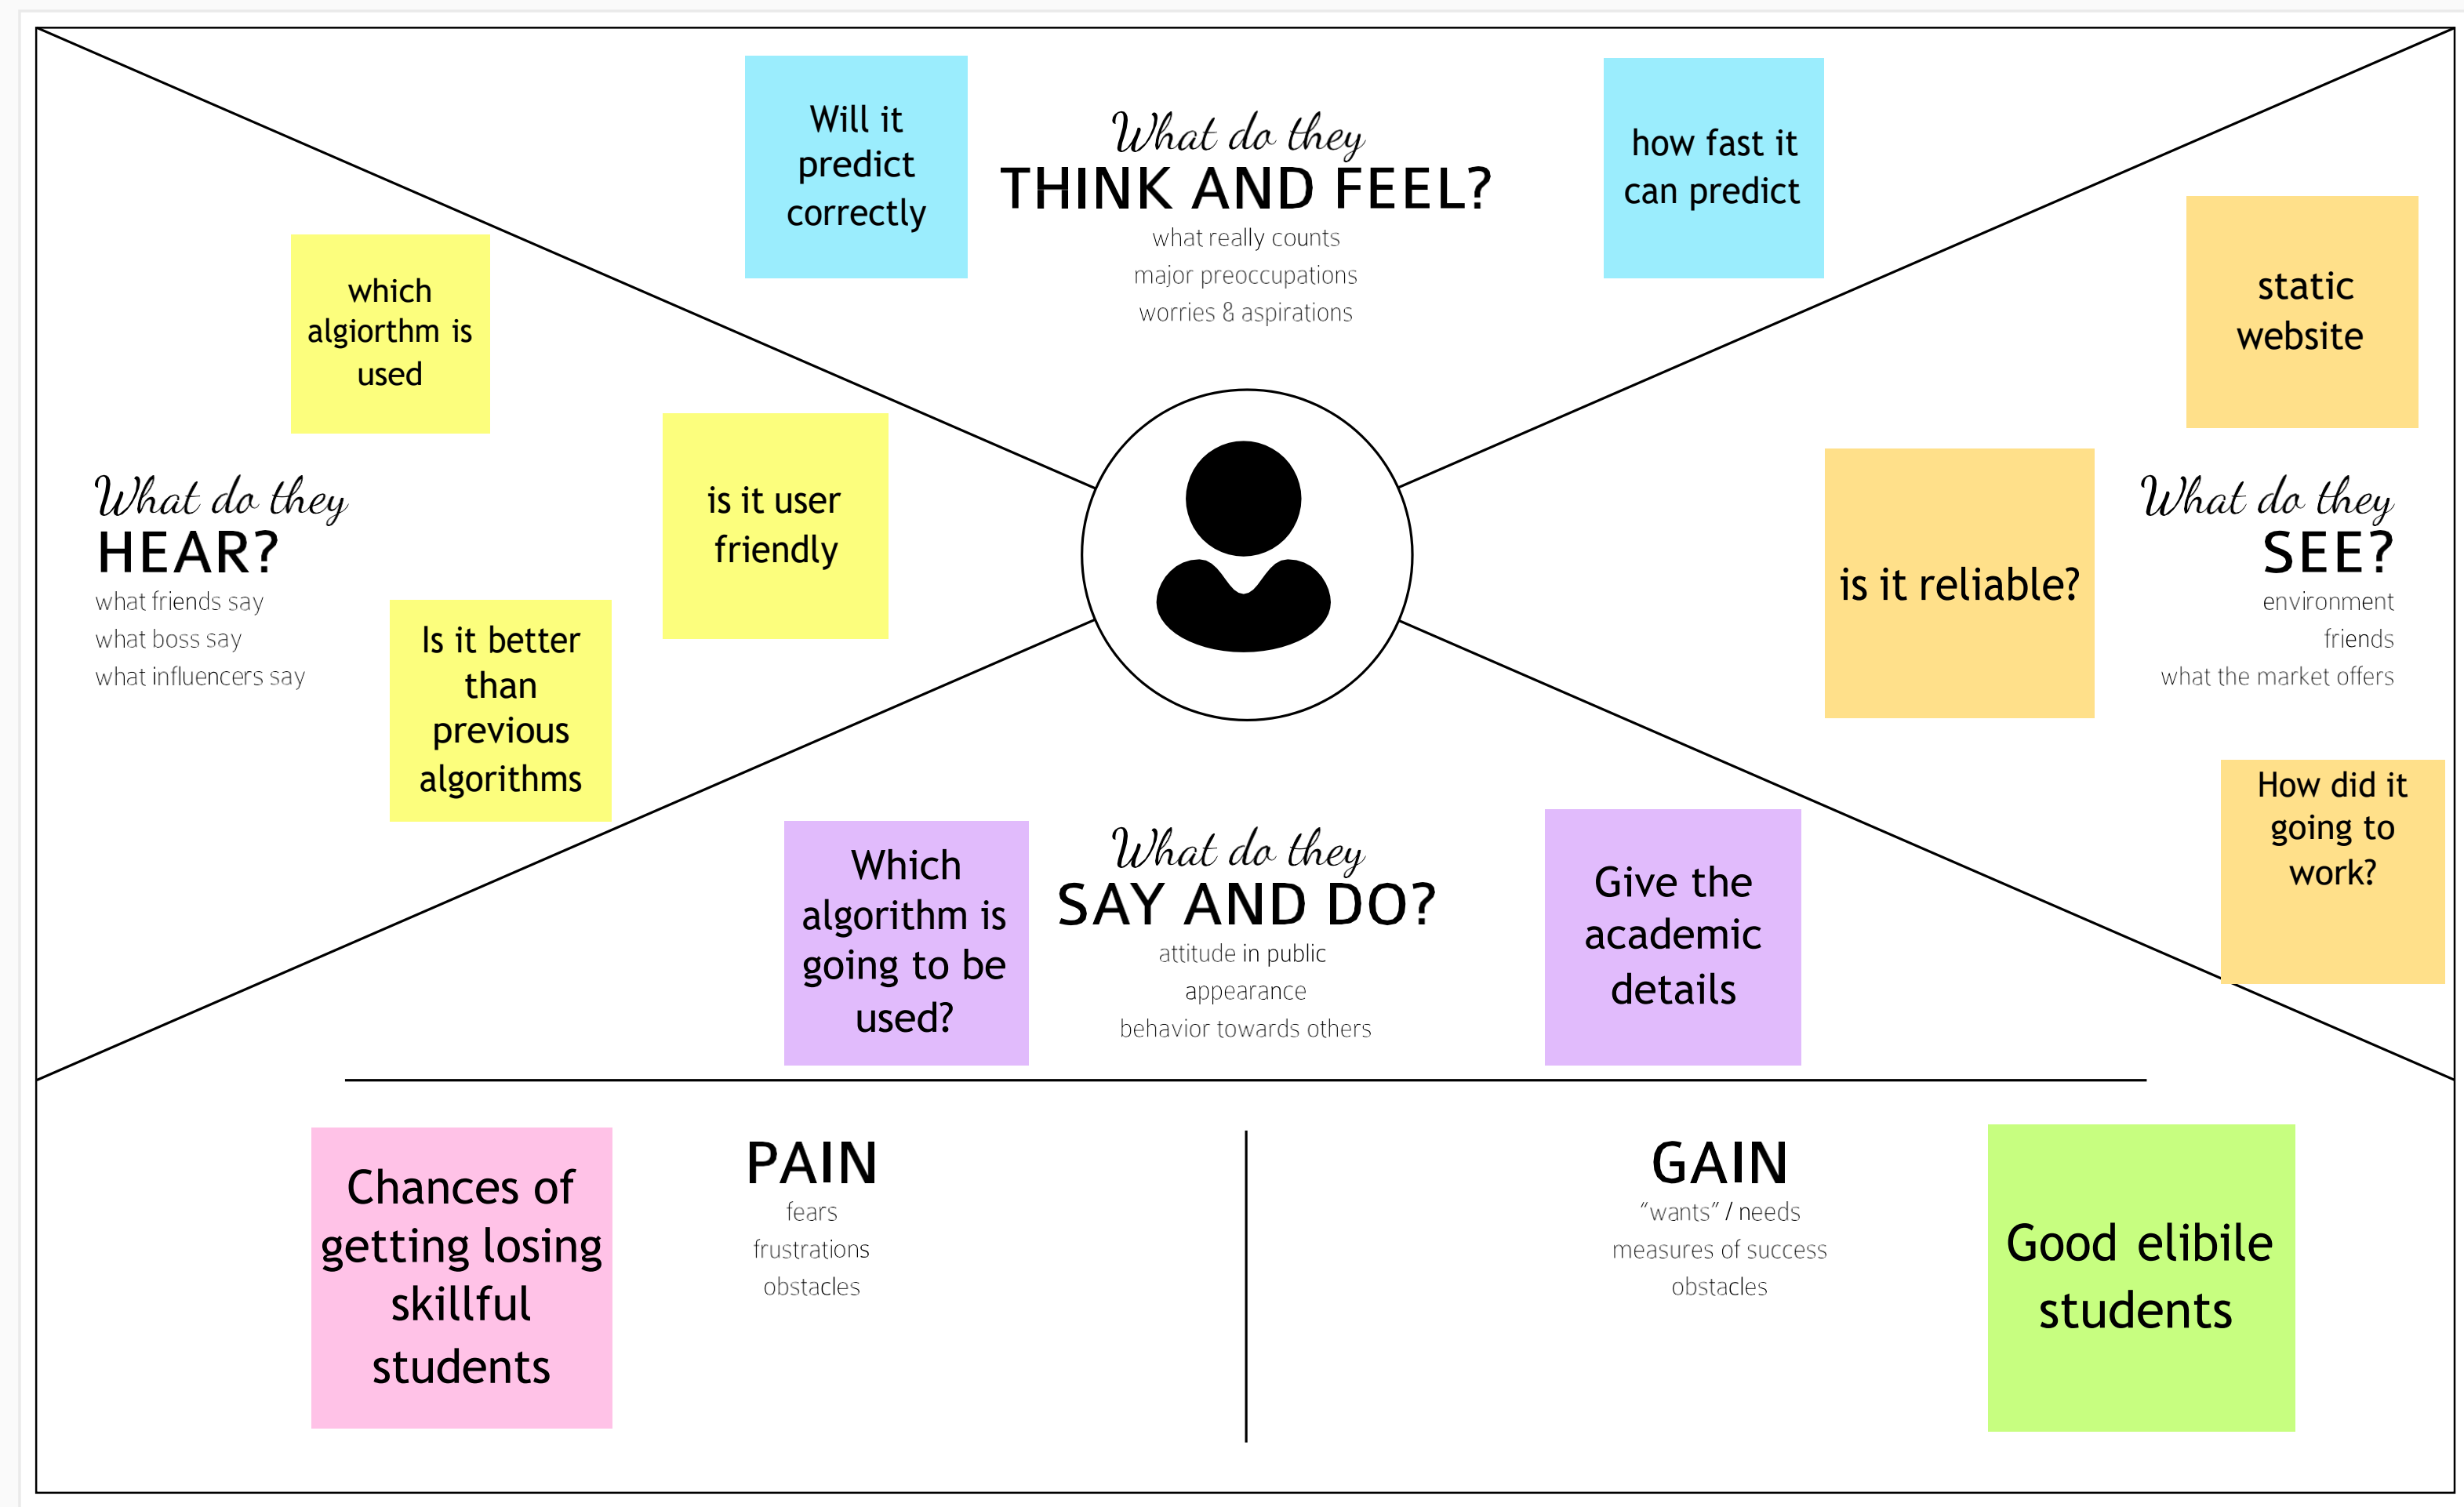 Will it
predict
correctly
What do they
THINK AND FEEL?
what really counts
major preoccupations
worries & aspirations
how fast it
can predict
which
algiorthm is
used
is it user
friendly
What do they
HEAR?
what friends say
what boss say
what influencers say
Is it better
than
previous
algorithms
static
website
is it reliable?
What do they
SEE?
environment
friends
what the market offers
How did it
going to
work?
Which
algorithm is
going to be
used?
What do they
SAY AND DO?
attitude in public
appearance
behavior towards others
Give the
academic
details
Chances of
getting losing
skillful
students
PAIN
fears
frustrations
obstacles
GAIN
“wants” / needs
measures of success
obstacles
Good elibile
students